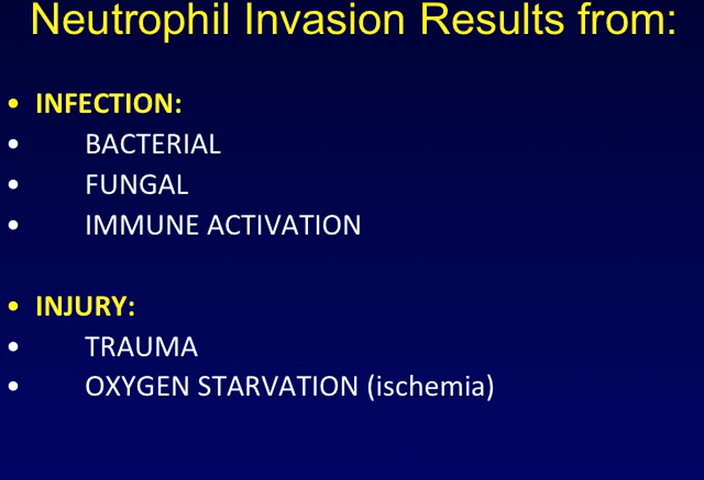 Neutrophil Invasion Results from:
• INFECTION:
• BACTERIAL
• FUNGAL
• IMMUNE ACTIVATION
• INJURY:
• TRAUMA
• OXYGEN STARVATION (ischemia)